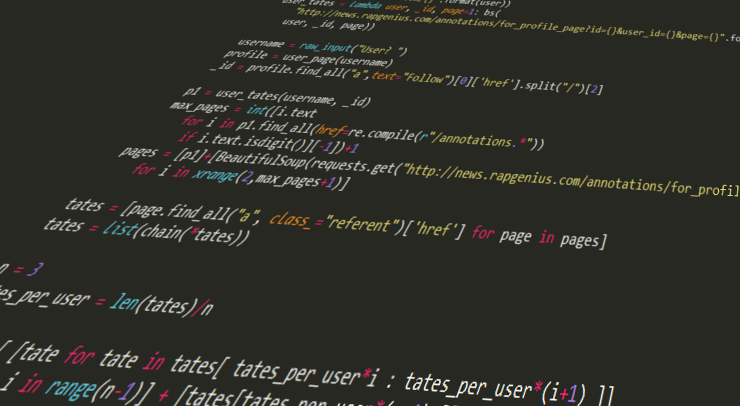 .format(user))
user_tates = lambda user, _id, page=1: bs(
"http://news.rapgenius.com/annotations/for_profile_page?id={}&user_id={}&page={}".fo
user, _id, page))
username = raw_input("User? ")
profile = user_page(username)
_id = profile.find_all("a",text="Follow")[0]['href'].split("/")[2]
p1 = user_tates(username, _id)
max_pages = int([i.text
for i in p1.find_all(href=re.compile(r"/annotations.*"))
if i.text.isdigit()][-1])+1
pages = [p1]+[BeautifulSoup(requests.get("http://news.rapgenius.com/annotations/for_profil
for i in xrange(2,max_pages+1)]
tates = [page.find_all("a", class_="referent")['href'] for page in pages]
tates = list(chain(*tates))
n = 3
es_per_user = len(tates)/n
[ [tate for tate in tates[ tates_per_user*i : tates_per_user*(i+1) ]]
i in range(n-1)] + [tates[tates_per_user*(